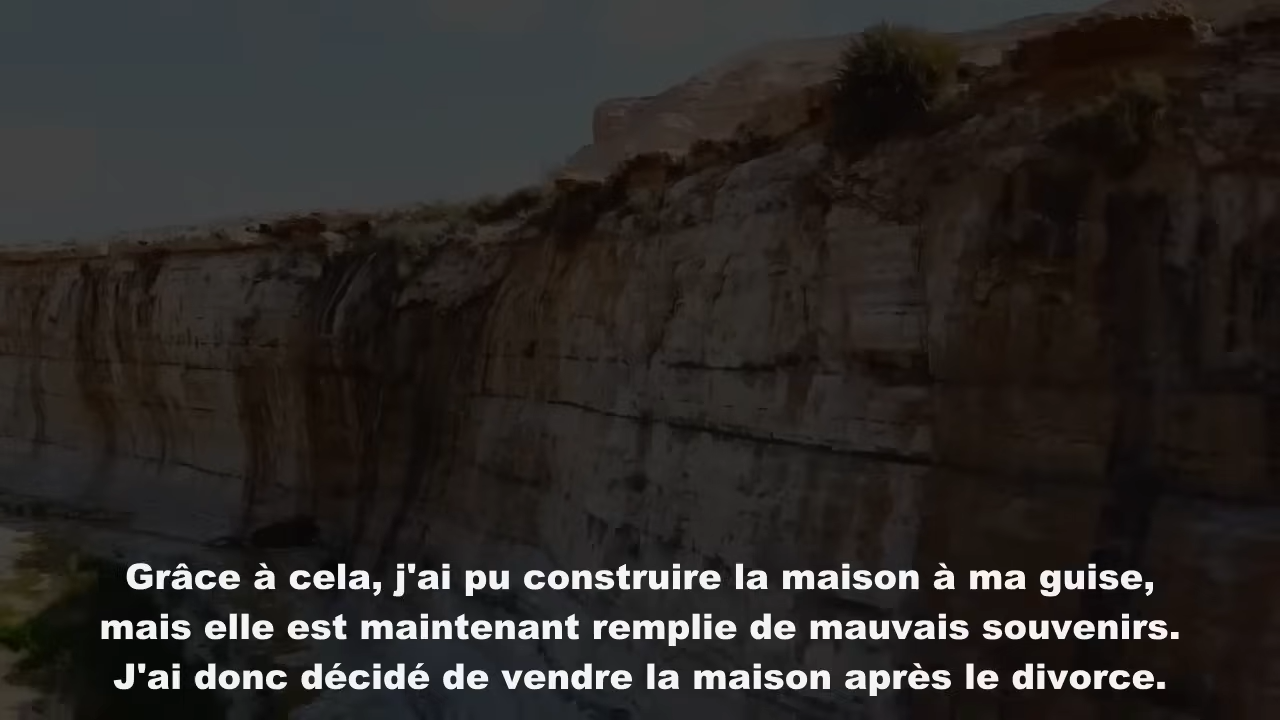 Grâce à cela, j'ai pu construire la maison à ma guise,
mais elle est maintenant remplie de mauvais souvenirs.
J'ai donc décidé de vendre la maison après le divorce.